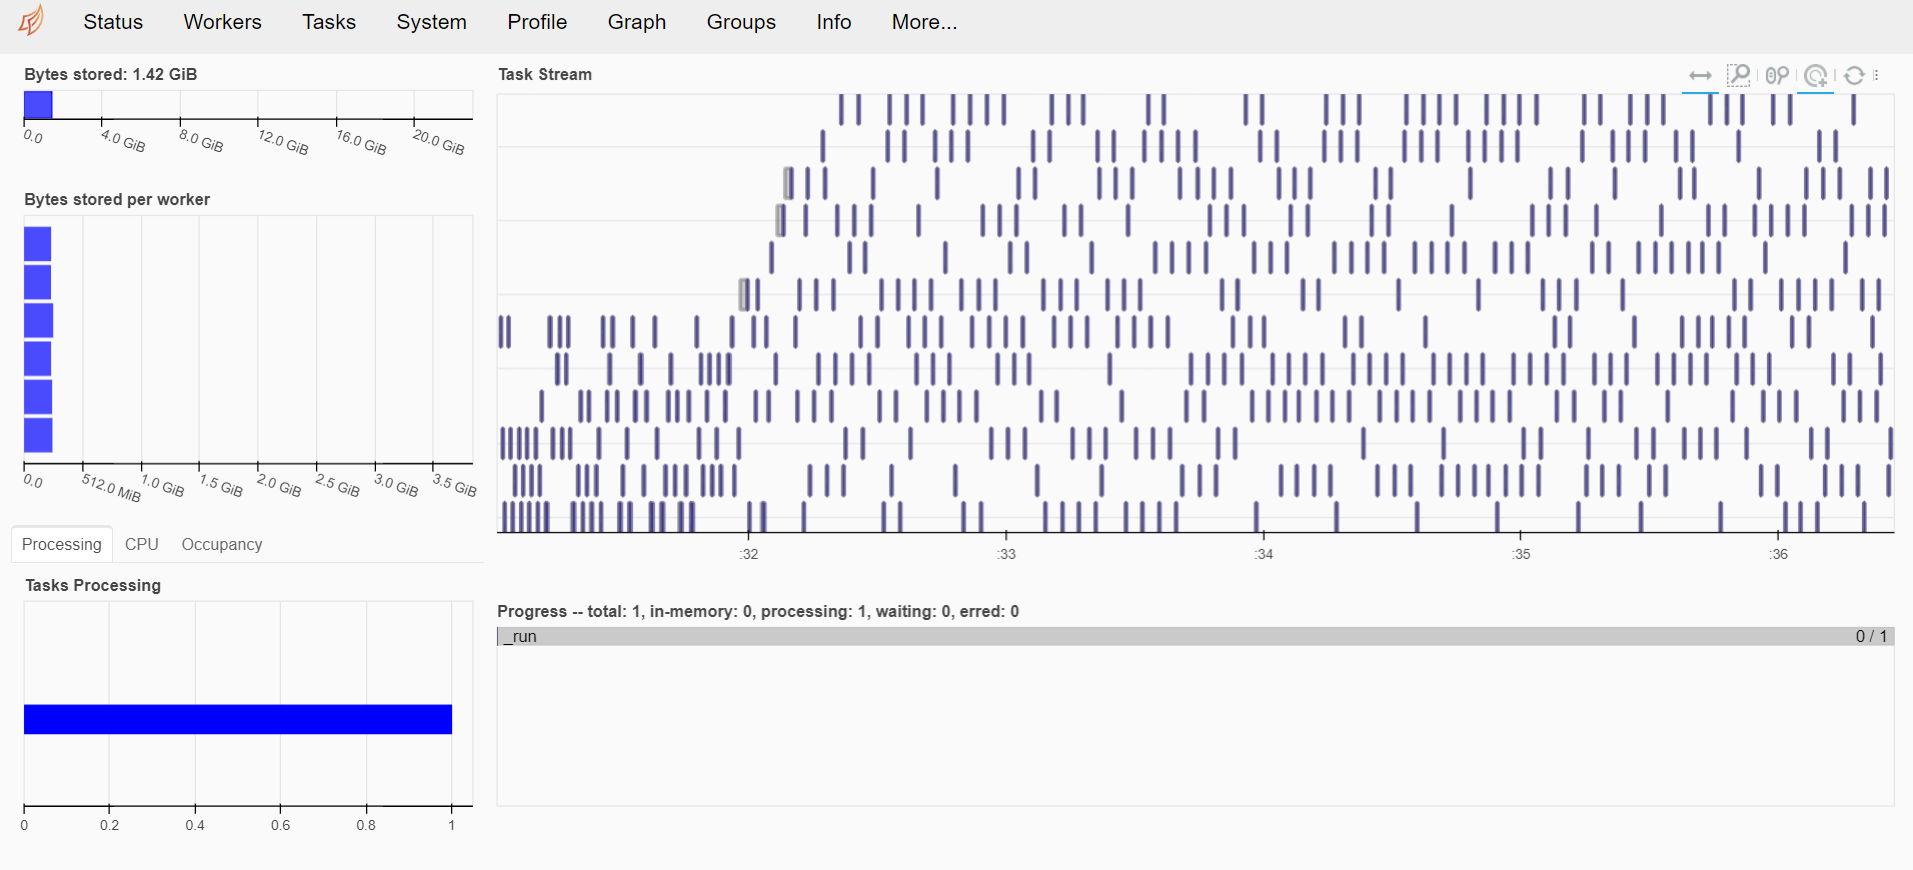 Status Workers Tasks System Profile Graph Groups Info More...
Bytes stored: 1.42 GiB
0.0 4.0 GiB 8.0 GiB 12.0 GiB 16.0 GiB 20.0 GiB
Bytes stored per worker
0.0 512.0 MiB 1.0 GiB 1.5 GiB 2.0 GiB 2.5 GiB 3.0 GiB 3.5 GiB
Processing CPU Occupancy
Tasks Processing
0 0.2 0.4 0.6 0.8 1
Task Stream
:32 :33 :34 :35 :36
Progress -- total: 1, in-memory: 0, processing: 1, waiting: 0, erred: 0
_run 0 / 1